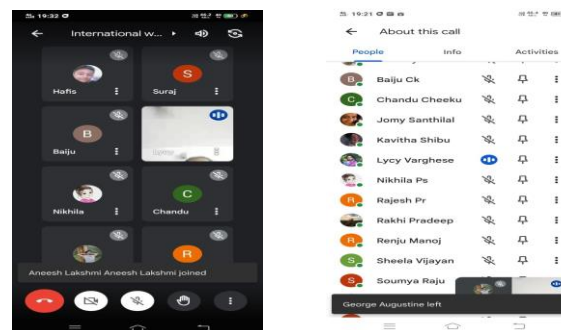 19:32
International w...
Hafis
S
Suraj
B
Baiju
Lycy
Nikhila
C
Chandu
R
Aneesh Lakshmi Aneesh Lakshmi joined
19:21
About this call
People Info Activities
B Baiju Ck
C Chandu Cheeku
Jomy Santhilal
Kavitha Shibu
Lycy Varghese
Nikhila Ps
R Rajesh Pr
Rakhi Pradeep
R Renju Manoj
S Sheela Vijayan
S Soumya Raju
George Augustine left